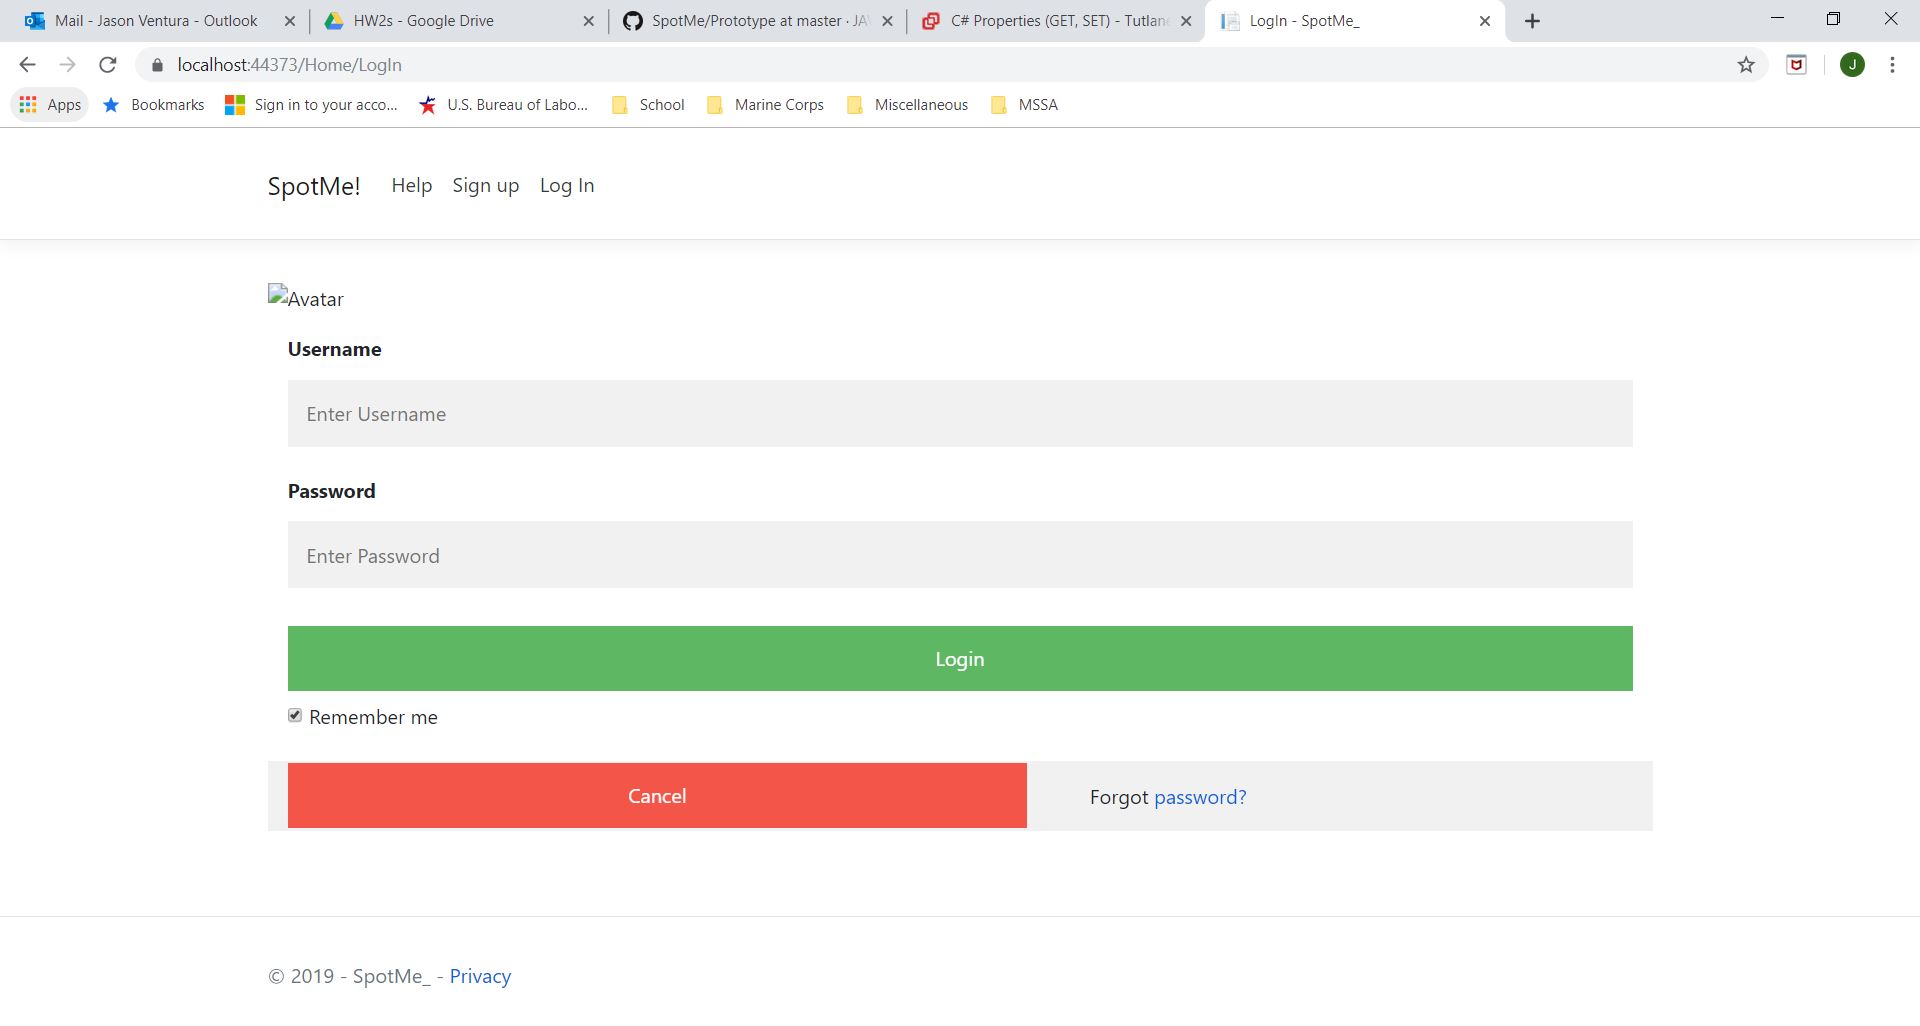 Mail - Jason Ventura - Outlook
HW2s - Google Drive
SpotMe/Prototype at master · JA
C# Properties (GET, SET) - Tutlane
LogIn - SpotMe_
localhost:44373/Home/LogIn
J
Apps
Bookmarks
Sign in to your acco...
U.S. Bureau of Labo...
School
Marine Corps
Miscellaneous
MSSA
SpotMe!
Help
Sign up
Log In
Avatar
Username
Enter Username
Password
Enter Password
Login
Remember me
Cancel
Forgot password?
© 2019 - SpotMe_ - Privacy